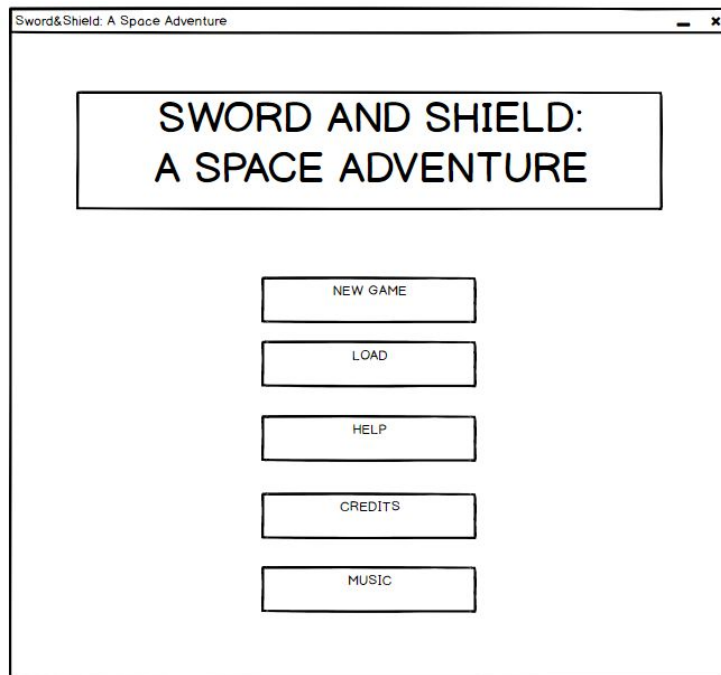 Sword&Shield: A Space Adventure
SWORD AND SHIELD:
A SPACE ADVENTURE
NEW GAME
LOAD
HELP
CREDITS
MUSIC